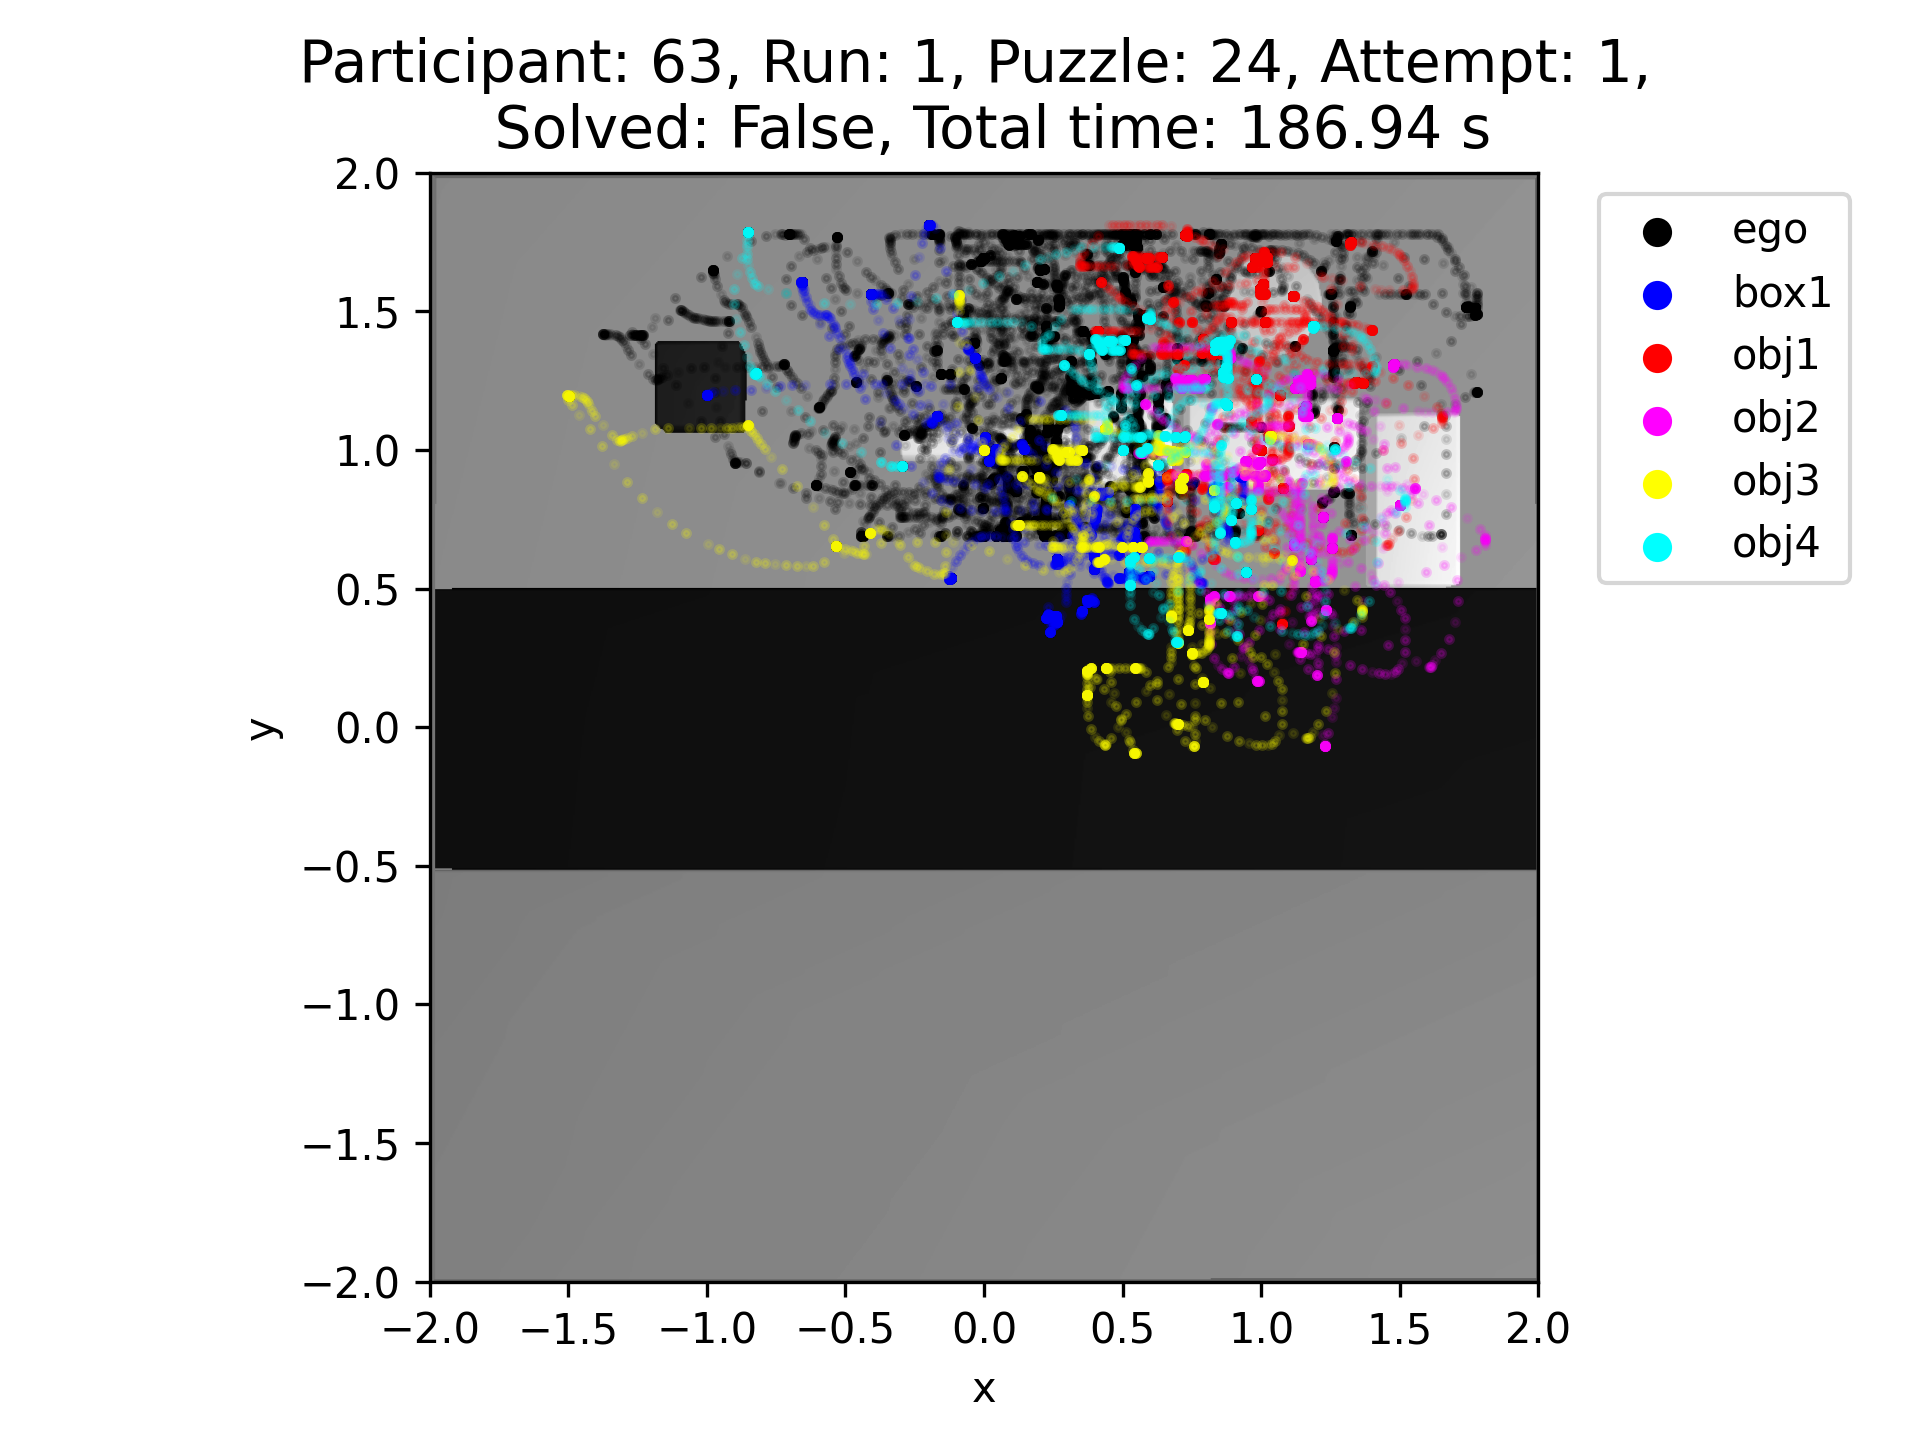 Participant: 63, Run: 1, Puzzle: 24, Attempt: 1,
Solved: False, Total time: 186.94 s
2.0
1.5
1.0
0.5
0.0
−0.5
−1.0
−1.5
−2.0
y
−2.0 −1.5 −1.0 −0.5 0.0 0.5 1.0 1.5 2.0
x
ego
box1
obj1
obj2
obj3
obj4